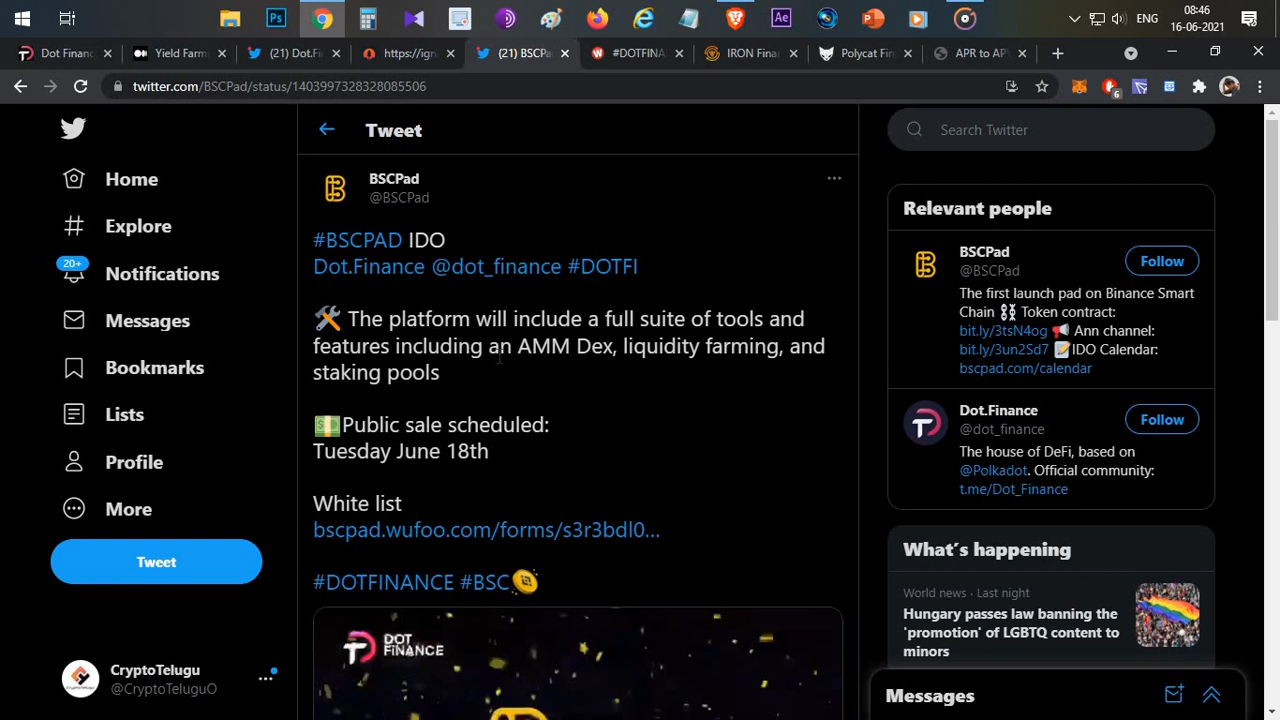 08:46
ENG
16-06-2021
Dot Financ
Yield Farm
(21) Dot.Fi
https://ign
(21) BSCPa
#DOTFINA
IRON Finan
Polycat Fin
APR to AP
twitter.com/BSCPad/status/1403997328328085506
Home
Explore
20+
Notifications
Messages
Bookmarks
Lists
Profile
More
Tweet
CryptoTelugu
@CryptoTeluguO
Tweet
BSCPad
@BSCPad
#BSCPAD IDO
Dot.Finance @dot_finance #DOTFI
🛠️ The platform will include a full suite of tools and
features including an AMM Dex, liquidity farming, and
staking pools
💵Public sale scheduled:
Tuesday June 18th
White list
bscpad.wufoo.com/forms/s3r3bdl0...
#DOTFINANCE #BSC
DOT
FINANCE
Search Twitter
Relevant people
BSCPad
@BSCPad
Follow
The first launch pad on Binance Smart
Chain ⛓️ Token contract:
bit.ly/3tsN4og 📢 Ann channel:
bit.ly/3un2Sd7 📝IDO Calendar:
bscpad.com/calendar
Dot.Finance
@dot_finance
Follow
The house of DeFi, based on
@Polkadot. Official community:
t.me/Dot_Finance
What's happening
World news · Last night
Hungary passes law banning the
'promotion' of LGBTQ content to
minors
Messages